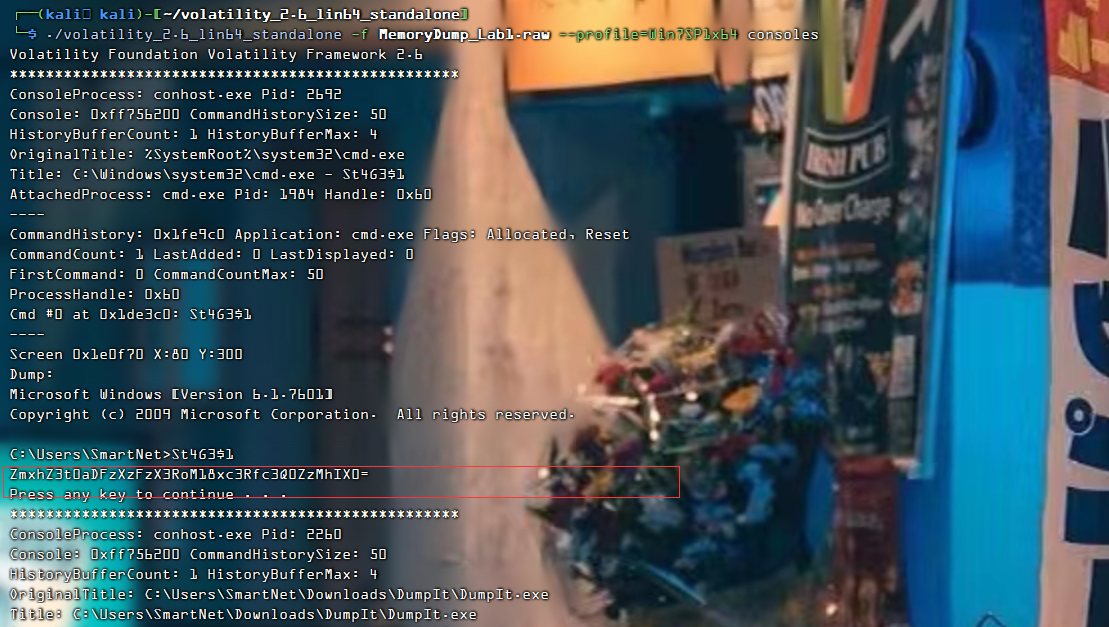 ┌──(kali㉿ kali)-[~/volatility_2.6_lin64_standalone]
└─$ ./volatility_2.6_lin64_standalone -f MemoryDump_Lab1.raw --profile=Win7SP1x64 consoles
Volatility Foundation Volatility Framework 2.6
**************************************************
ConsoleProcess: conhost.exe Pid: 2692
Console: 0xff756200 CommandHistorySize: 50
HistoryBufferCount: 1 HistoryBufferMax: 4
OriginalTitle: %SystemRoot%\system32\cmd.exe
Title: C:\Windows\system32\cmd.exe - St4G3$1
AttachedProcess: cmd.exe Pid: 1984 Handle: 0x60
----
CommandHistory: 0x1fe9c0 Application: cmd.exe Flags: Allocated, Reset
CommandCount: 1 LastAdded: 0 LastDisplayed: 0
FirstCommand: 0 CommandCountMax: 50
ProcessHandle: 0x60
Cmd #0 at 0x1de3c0: St4G3$1
----
Screen 0x1e0f70 X:80 Y:300
Dump:
Microsoft Windows [Version 6.1.7601]
Copyright (c) 2009 Microsoft Corporation.  All rights reserved.
C:\Users\SmartNet>St4G3$1
ZmxhZ3t0aDFzXzFzX3RoM18xc3Rfc3Q0ZzMhIX0=
Press any key to continue . . .
**************************************************
ConsoleProcess: conhost.exe Pid: 2260
Console: 0xff756200 CommandHistorySize: 50
HistoryBufferCount: 1 HistoryBufferMax: 4
OriginalTitle: C:\Users\SmartNet\Downloads\DumpIt\DumpIt.exe
Title: C:\Users\SmartNet\Downloads\DumpIt\DumpIt.exe
IRISH PUB
No Cover Charge